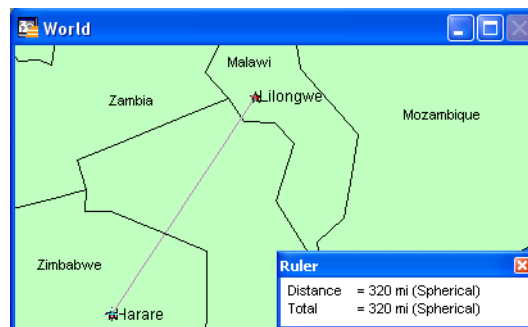 World
Malawi
Lilongwe
Zambia
Mozambique
Zimbabwe
Harare
Ruler
Distance = 320 mi (Spherical)
Total = 320 mi (Spherical)